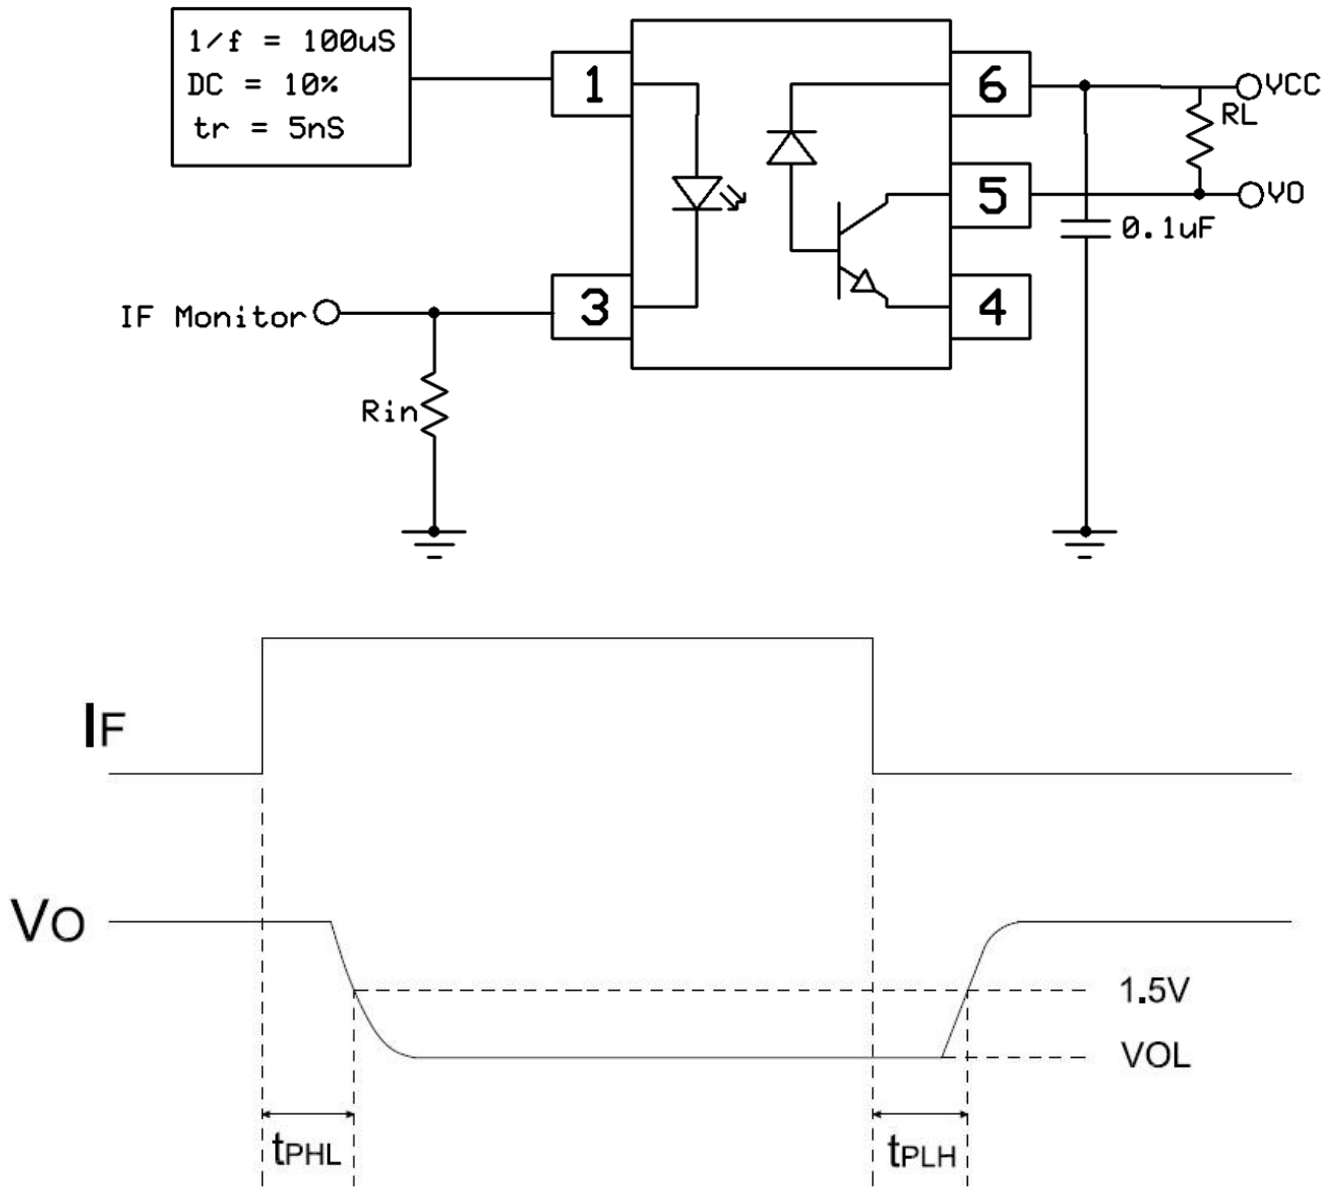 1/f = 100uS
DC = 10%
tr = 5nS
1
6
VCC
RL
5
VO
0.1uF
3
4
IF Monitor
Rin
IF
VO
1.5V
VOL
tPHL
tPLH